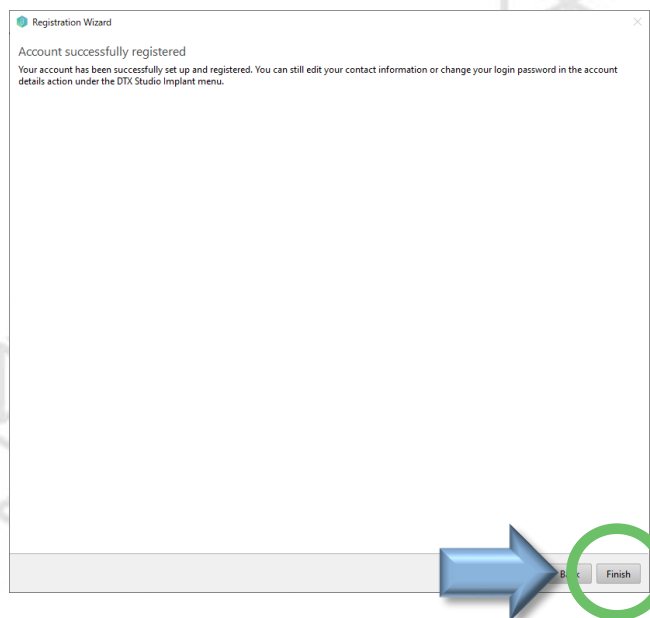 Registration Wizard
Account successfully registered
Your account has been successfully set up and registered. You can still edit your contact information or change your login password in the account
details action under the DTX Studio Implant menu.
Finish